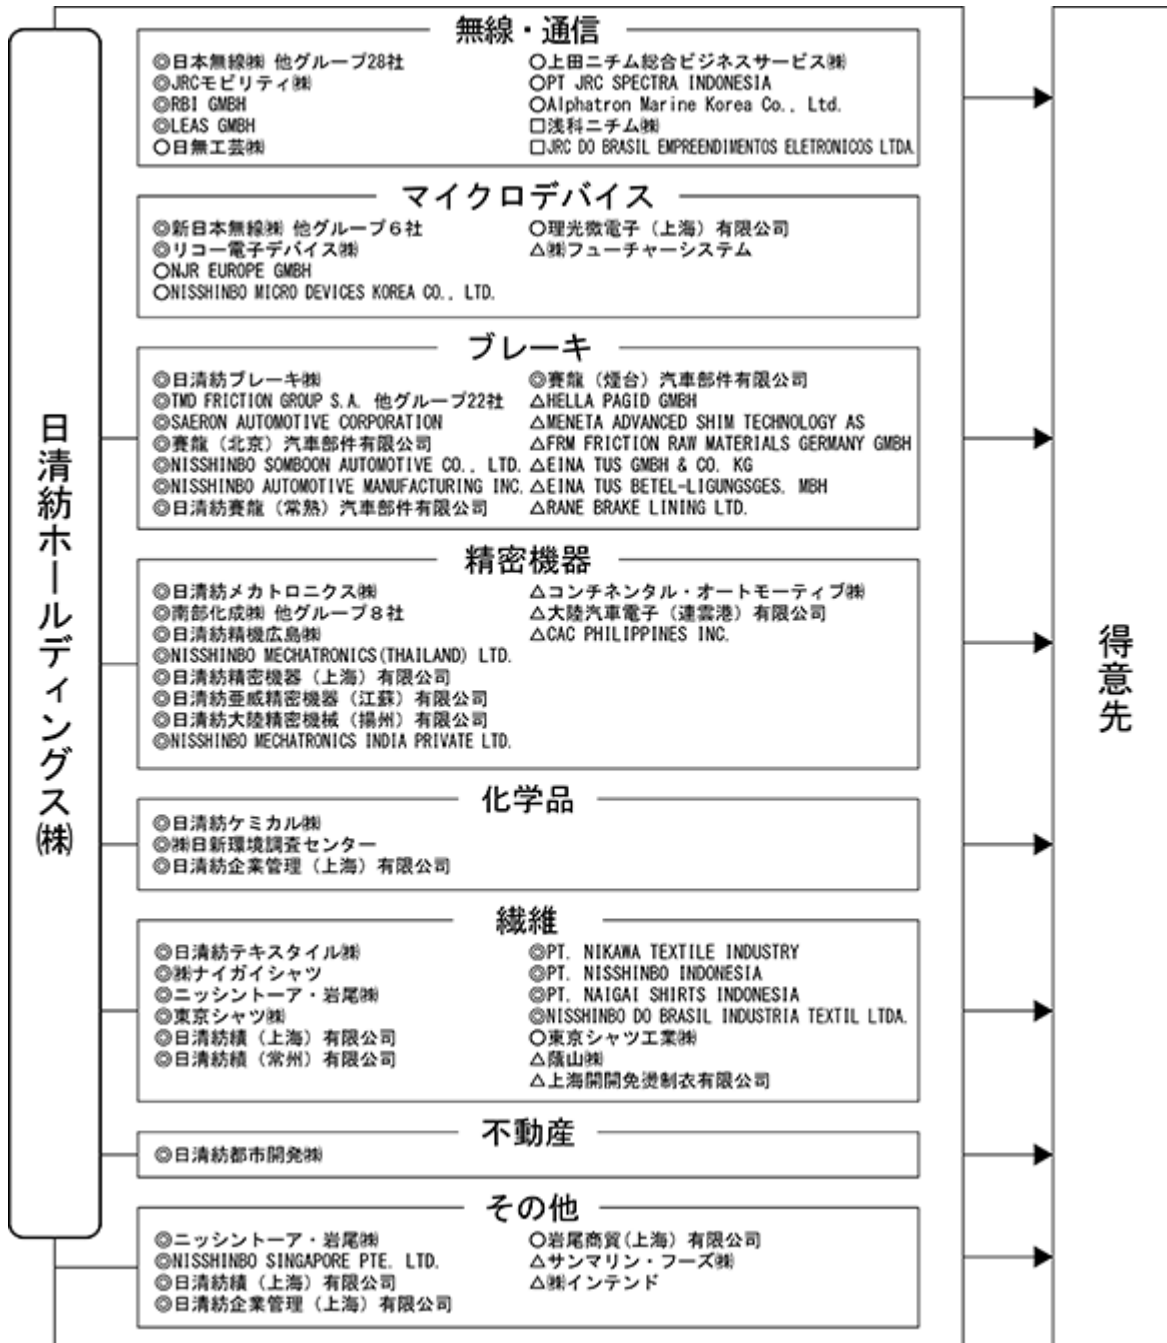 日清紡ホールディングス㈱
無線・通信
◎日本無線㈱ 他グループ28社
◎JRCモビリティ㈱
◎RBI GMBH
◎LEAS GMBH
○日無工芸㈱
○上田ニチム総合ビジネスサービス㈱
○PT JRC SPECTRA INDONESIA
○Alphatron Marine Korea Co., Ltd.
□浅科ニチム㈱
□JRC DO BRASIL EMPREENDIMENTOS ELETRONICOS LTDA.
マイクロデバイス
◎新日本無線㈱ 他グループ6社
◎リコー電子デバイス㈱
○NJR EUROPE GMBH
○NISSHINBO MICRO DEVICES KOREA CO., LTD.
○理光微電子（上海）有限公司
△㈱フューチャーシステム
ブレーキ
◎日清紡ブレーキ㈱
◎TMD FRICTION GROUP S.A. 他グループ22社
◎SAERON AUTOMOTIVE CORPORATION
◎賽龍（北京）汽車部件有限公司
◎NISSHINBO SOMBOON AUTOMOTIVE CO., LTD.
◎NISSHINBO AUTOMOTIVE MANUFACTURING INC.
◎日清紡賽龍（常熟）汽車部件有限公司
◎賽龍（煙台）汽車部件有限公司
△HELLA PAGID GMBH
△MENETA ADVANCED SHIM TECHNOLOGY AS
△FRM FRICTION RAW MATERIALS GERMANY GMBH
△EINA TUS GMBH & CO. KG
△EINA TUS BETEL-LIGUNGSGES. MBH
△RANE BRAKE LINING LTD.
精密機器
◎日清紡メカトロニクス㈱
◎南部化成㈱ 他グループ8社
◎日清紡精機広島㈱
◎NISSHINBO MECHATRONICS(THAILAND) LTD.
◎日清紡精密機器（上海）有限公司
◎日清紡亜威精密機器（江蘇）有限公司
◎日清紡大陸精密機械（揚州）有限公司
◎NISSHINBO MECHATRONICS INDIA PRIVATE LTD.
△コンチネンタル・オートモーティブ㈱
△大陸汽車電子（連雲港）有限公司
△CAC PHILIPPINES INC.
化学品
◎日清紡ケミカル㈱
◎㈱日新環境調査センター
◎日清紡企業管理（上海）有限公司
繊維
◎日清紡テキスタイル㈱
◎㈱ナイガイシャツ
◎ニッシントーア・岩尾㈱
◎東京シャツ㈱
◎日清紡績（上海）有限公司
◎日清紡績（常州）有限公司
◎PT. NIKAWA TEXTILE INDUSTRY
◎PT. NISSHINBO INDONESIA
◎PT. NAIGAI SHIRTS INDONESIA
◎NISSHINBO DO BRASIL INDUSTRIA TEXTIL LTDA.
○東京シャツ工業㈱
△蔭山㈱
△上海開開免燙制衣有限公司
不動産
◎日清紡都市開発㈱
その他
◎ニッシントーア・岩尾㈱
◎NISSHINBO SINGAPORE PTE. LTD.
◎日清紡績（上海）有限公司
◎日清紡企業管理（上海）有限公司
○岩尾商貿(上海）有限公司
△サンマリン・フーズ㈱
△㈱インテンド
得意先